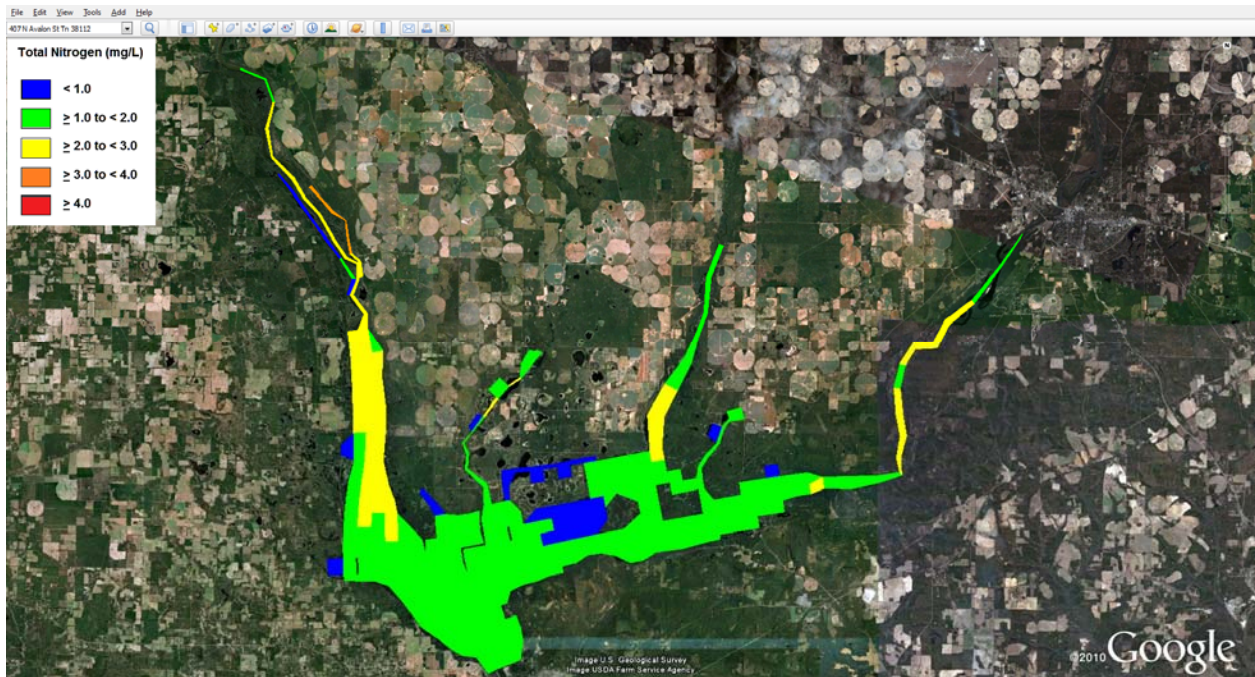 File Edit View Tools Add Help
407 N Avalon St Tn 38112
Total Nitrogen (mg/L)
< 1.0
≥ 1.0 to < 2.0
≥ 2.0 to < 3.0
≥ 3.0 to < 4.0
≥ 4.0
N
Image U.S. Geological Survey
Image USDA Farm Service Agency
©2010 Google